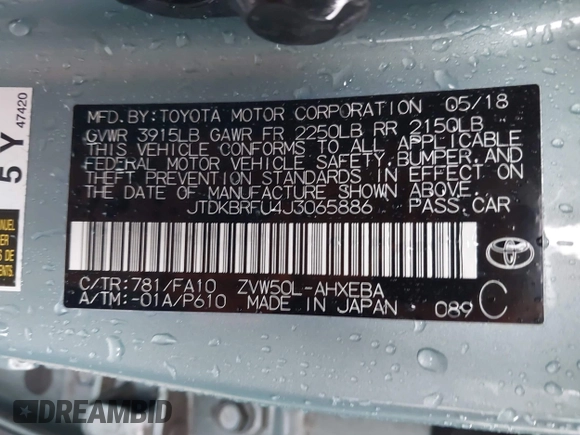 MFD.BY:TOYOTA MOTOR CORPORATION 05/18
GVWR 3915LB GAWR FR 2250LB RR 2150LB
THIS VEHICLE CONFORMS TO ALL APPLICABLE
FEDERAL MOTOR VEHICLE SAFETY, BUMPER, AND
THEFT PREVENTION STANDARDS IN EFFECT ON
THE DATE OF MANUFACTURE SHOWN ABOVE.
JTDKBRFU4J3065886 PASS.CAR
C/TR:781/FA10 ZVW50L-AHXEBA
A/TM:-01A/P610 MADE IN JAPAN 089 C
TOYOTA
5Y
47420
DREAMBID